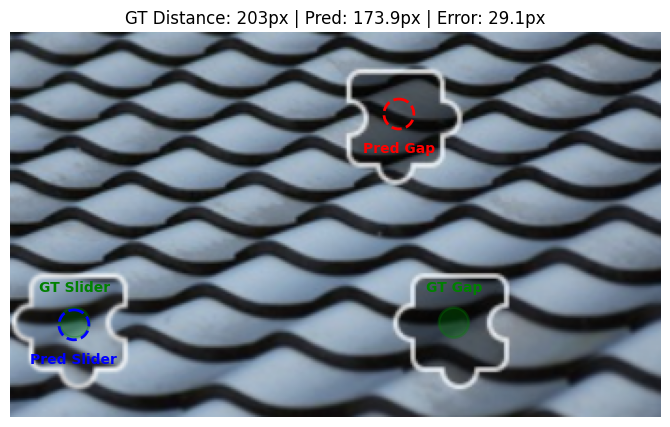 GT Distance: 203px | Pred: 173.9px | Error: 29.1px
Pred Gap
GT Slider
GT Gap
Pred Slider